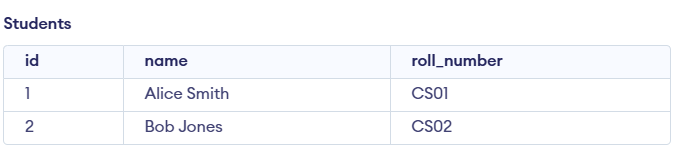 Students
id name roll_number
1 Alice Smith CS01
2 Bob Jones CS02